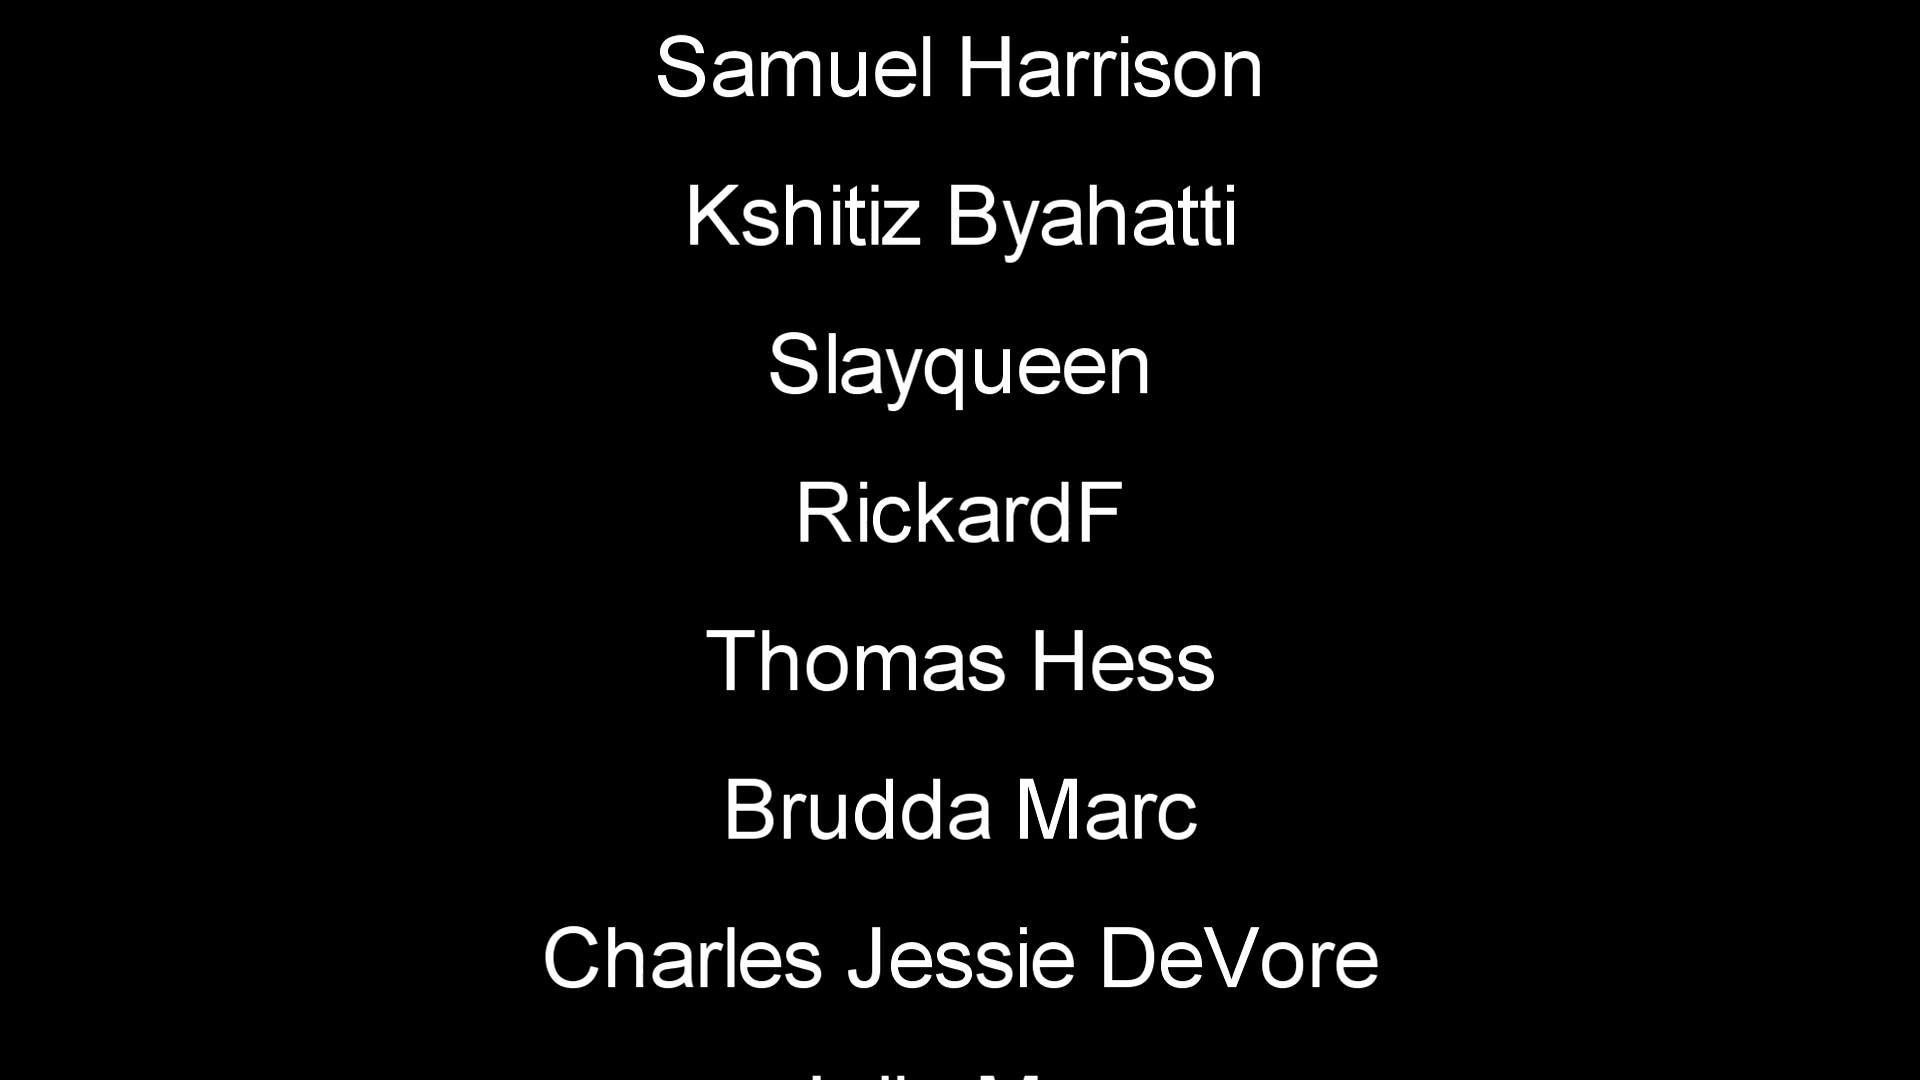 Samuel Harrison
Kshitiz Byahatti
Slayqueen
RickardF
Thomas Hess
Brudda Marc
Charles Jessie DeVore